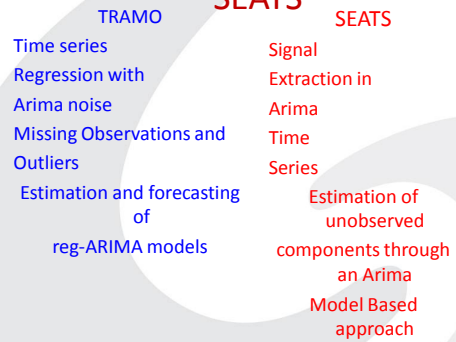 SEATS
TRAMO
Time series
Regression with
Arima noise
Missing Observations and
Outliers
Estimation and forecasting
of
reg-ARIMA models
SEATS
Signal
Extraction in
Arima
Time
Series
Estimation of
unobserved
components through
an Arima
Model Based
approach